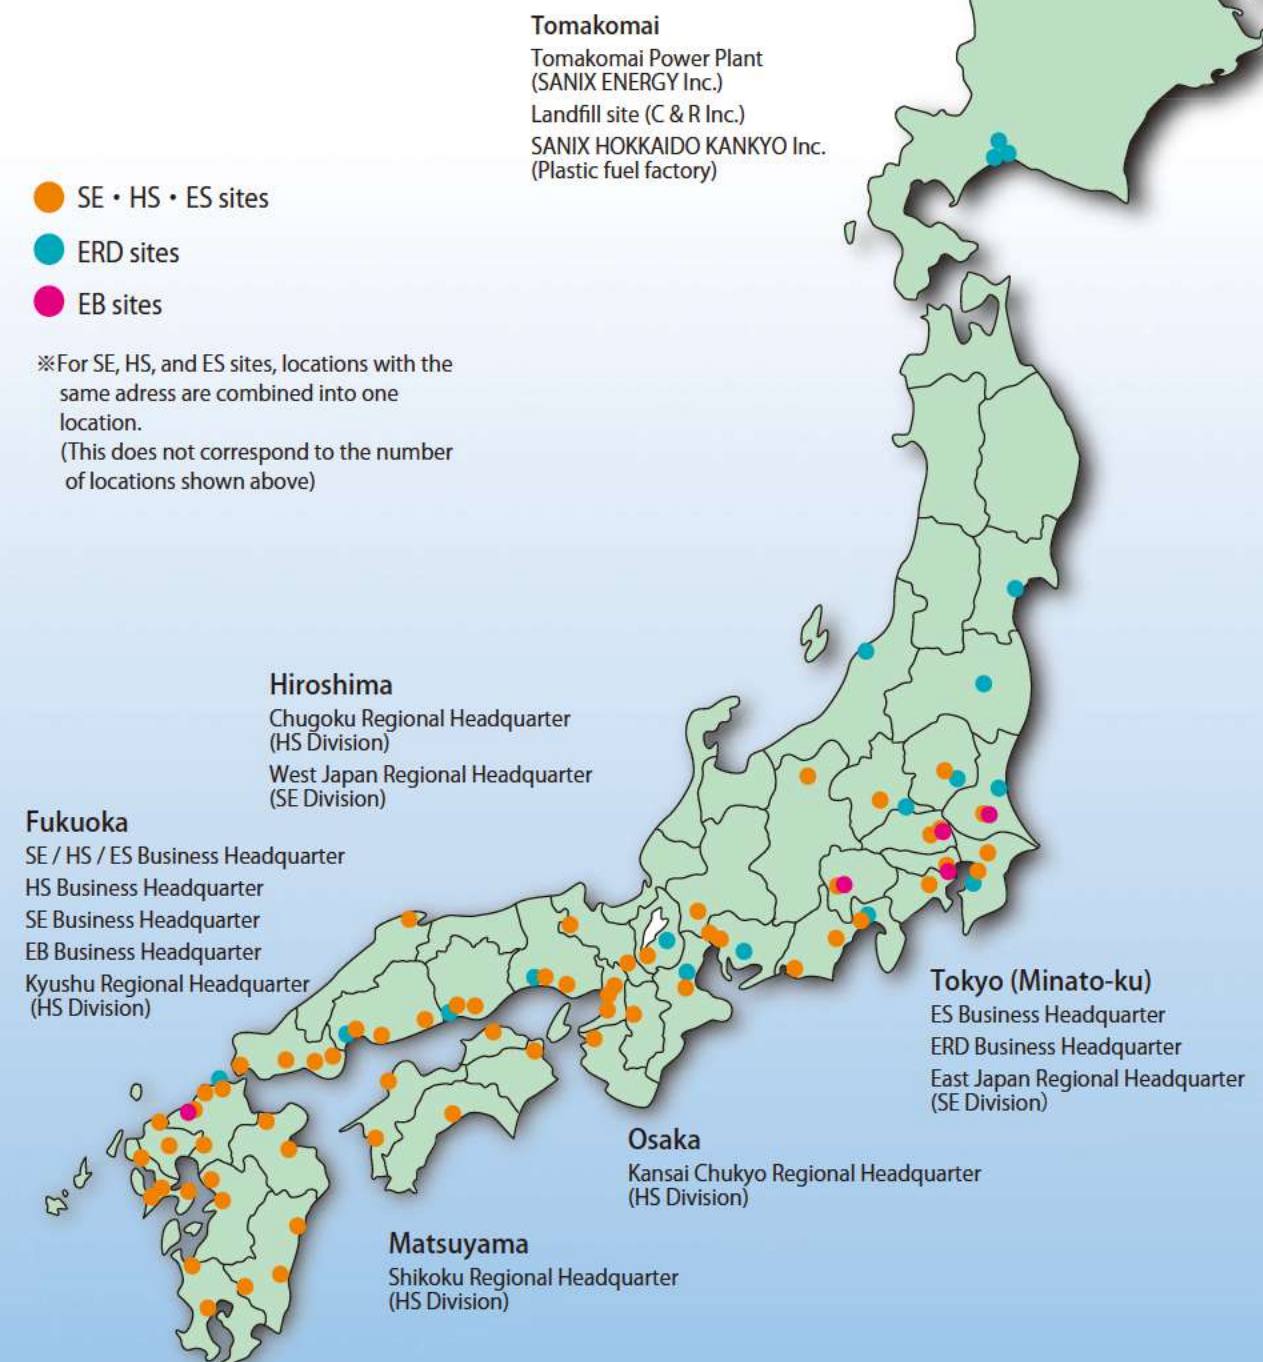 Tomakomai
Tomakomai Power Plant
(SANIX ENERGY Inc.)
Landfill site (C & R Inc.)
SANIX HOKKAIDO KANKYO Inc.
(Plastic fuel factory)
SE・HS・ES sites
ERD sites
EB sites
※For SE, HS, and ES sites, locations with the
same adress are combined into one
location.
(This does not correspond to the number
of locations shown above)
Hiroshima
Chugoku Regional Headquarter
(HS Division)
West Japan Regional Headquarter
(SE Division)
Fukuoka
SE / HS / ES Business Headquarter
HS Business Headquarter
SE Business Headquarter
EB Business Headquarter
Kyushu Regional Headquarter
(HS Division)
Tokyo (Minato-ku)
ES Business Headquarter
ERD Business Headquarter
East Japan Regional Headquarter
(SE Division)
Osaka
Kansai Chukyo Regional Headquarter
(HS Division)
Matsuyama
Shikoku Regional Headquarter
(HS Division)